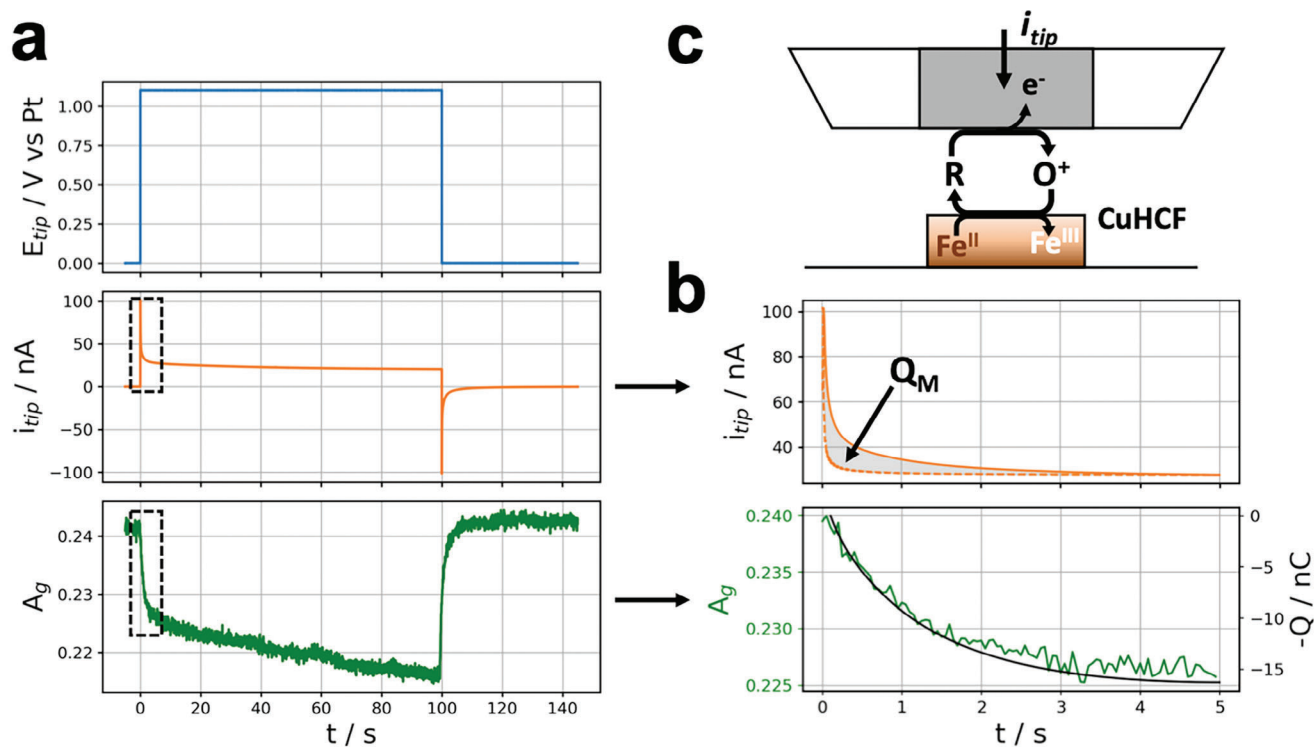 a
E_tip / V vs Pt
1.00
0.75
0.50
0.25
0.00
i_tip / nA
100
50
0
−50
−100
A_g
0.24
0.23
0.22
0 20 40 60 80 100 120 140
t / s
c
i_tip
e⁻
R O⁺
CuHCF
Fe^II Fe^III
b
i_tip / nA
100
80
60
40
Q_M
A_g
0.240
0.235
0.230
0.225
0
−5
−10
−15
-Q / nC
0 1 2 3 4 5
t / s